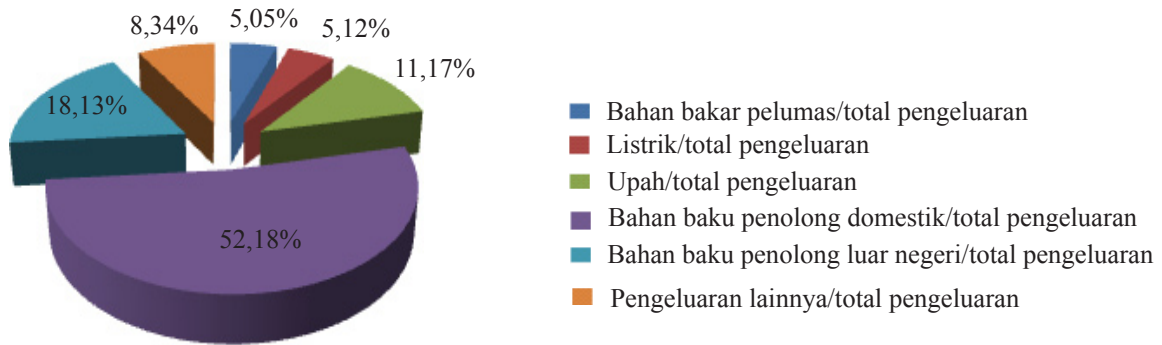 8,34%
5,05%
5,12%
11,17%
18,13%
52,18%
Bahan bakar pelumas/total pengeluaran
Listrik/total pengeluaran
Upah/total pengeluaran
Bahan baku penolong domestik/total pengeluaran
Bahan baku penolong luar negeri/total pengeluaran
Pengeluaran lainnya/total pengeluaran